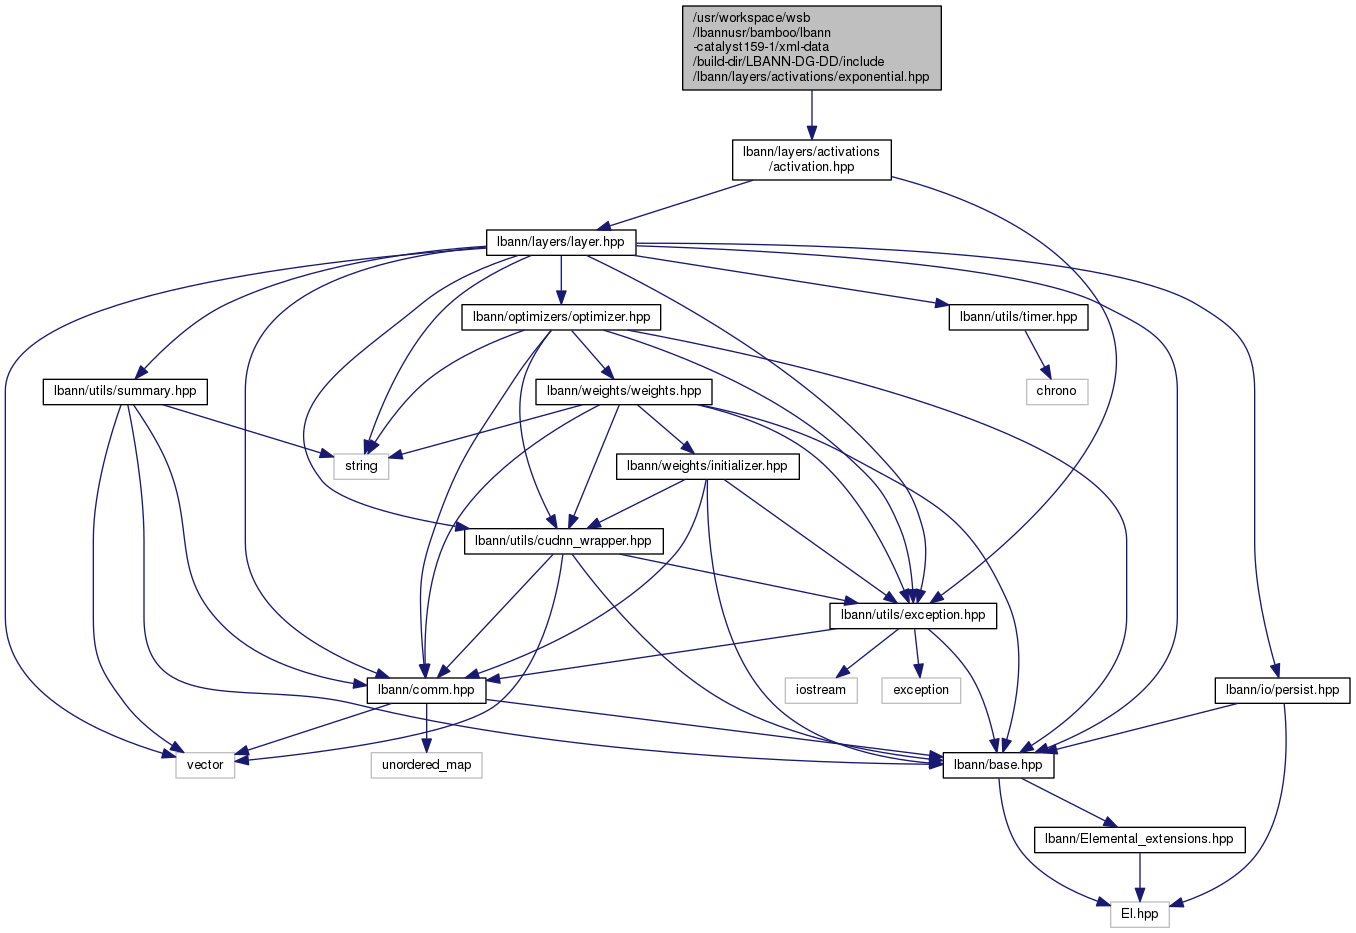 /usr/workspace/wsb
/lbannusr/bamboo/lbann
-catalyst159-1/xml-data
/build-dir/LBANN-DG-DD/include
/lbann/layers/activations/exponential.hpp
lbann/layers/activations
/activation.hpp
lbann/layers/layer.hpp
lbann/optimizers/optimizer.hpp
lbann/utils/timer.hpp
lbann/utils/summary.hpp
lbann/weights/weights.hpp
chrono
string
lbann/weights/initializer.hpp
lbann/utils/cudnn_wrapper.hpp
lbann/utils/exception.hpp
lbann/comm.hpp
iostream
exception
lbann/io/persist.hpp
vector
unordered_map
lbann/base.hpp
lbann/Elemental_extensions.hpp
El.hpp